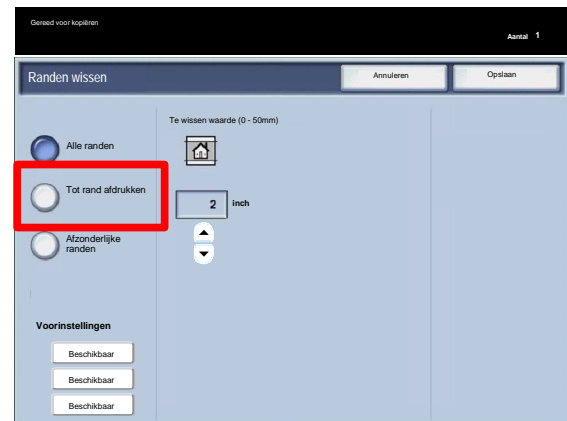 Gereed voor kopiëren
Aantal 1
Randen wissen
Annuleren
Opslaan
Te wissen waarde (0 - 50mm)
Alle randen
Tot rand afdrukken
2 inch
Afzonderlijke
randen
Voorinstellingen
Beschikbaar
Beschikbaar
Beschikbaar